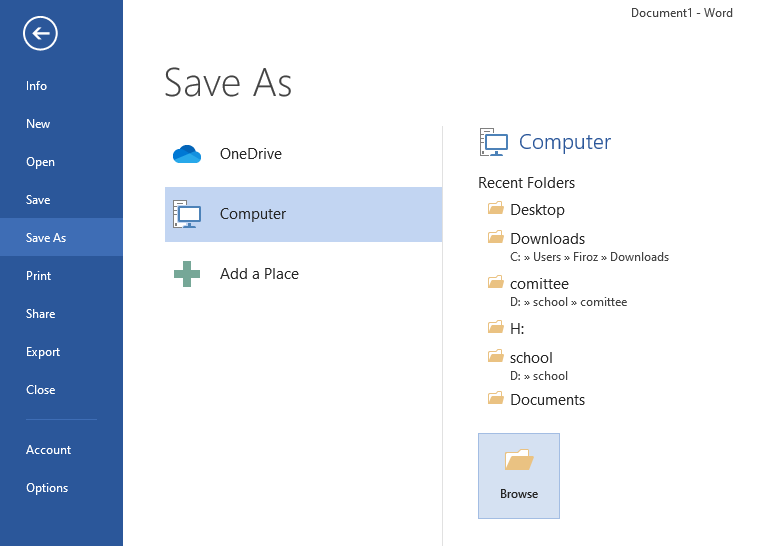 Document1 - Word
Info
New
Open
Save
Save As
Print
Share
Export
Close
Account
Options
Save As
OneDrive
Computer
Add a Place
Computer
Recent Folders
Desktop
Downloads
C: » Users » Firoz » Downloads
comittee
D: » school » comittee
H:
school
D: » school
Documents
Browse